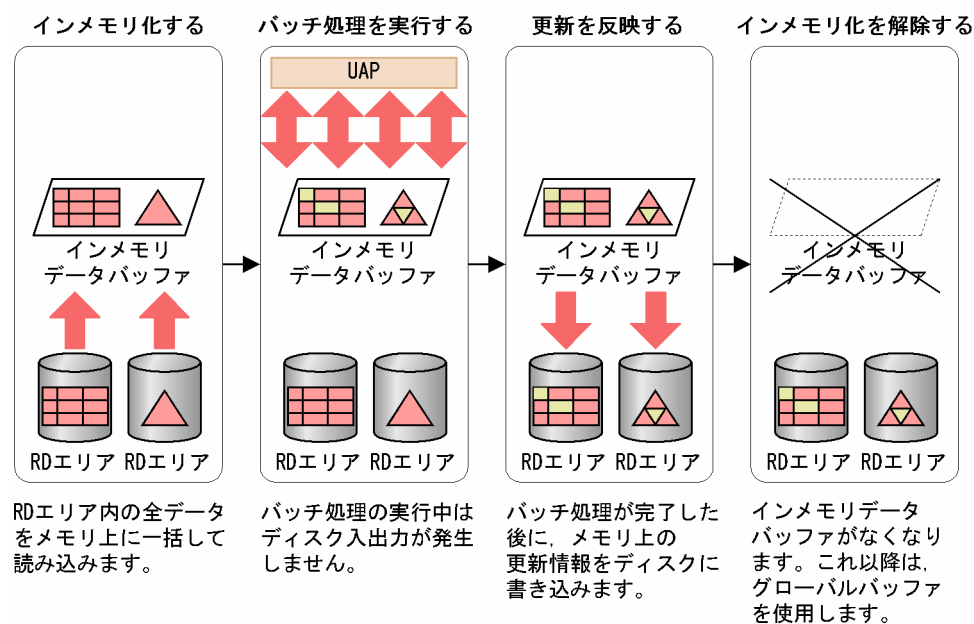 インメモリ化する
バッチ処理を実行する
更新を反映する
インメモリ化を解除する
UAP
インメモリ
データバッファ
インメモリ
データバッファ
インメモリ
データバッファ
インメモリ
データバッファ
RDエリア RDエリア
RDエリア RDエリア
RDエリア RDエリア
RDエリア RDエリア
RDエリア内の全データ
をメモリ上に一括して
読み込みます。
バッチ処理の実行中は
ディスク入出力が発生
しません。
バッチ処理が完了した
後に，メモリ上の
更新情報をディスクに
書き込みます。
インメモリデータ
バッファがなくなり
ます。これ以降は，
グローバルバッファ
を使用します。